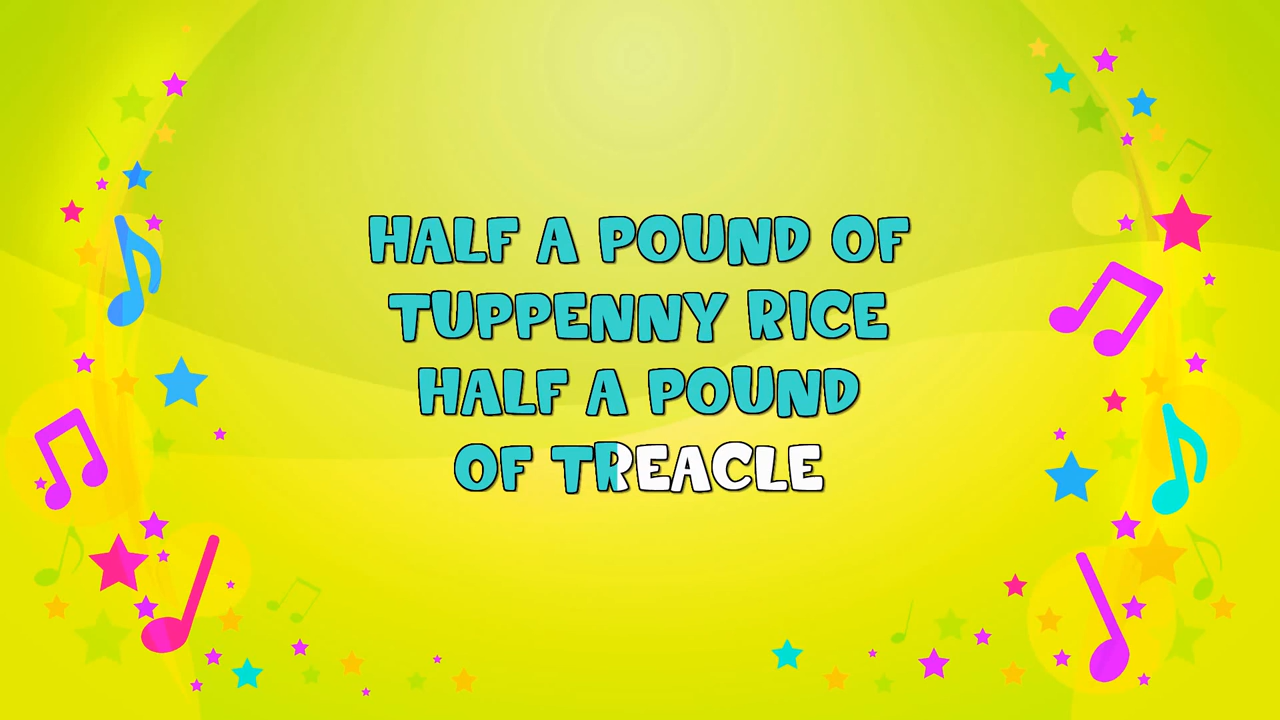 HALF A POUND OF
TUPPENNY RICE
HALF A POUND
OF TREACLE